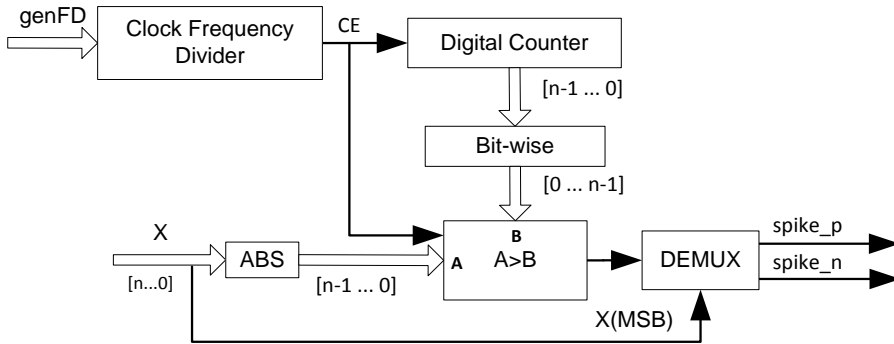 genFD
Clock Frequency
Divider
CE
Digital Counter
[n-1 ... 0]
Bit-wise
[0 ... n-1]
X
[n...0]
ABS
[n-1 ... 0]
A
B
A>B
DEMUX
spike_p
spike_n
X(MSB)